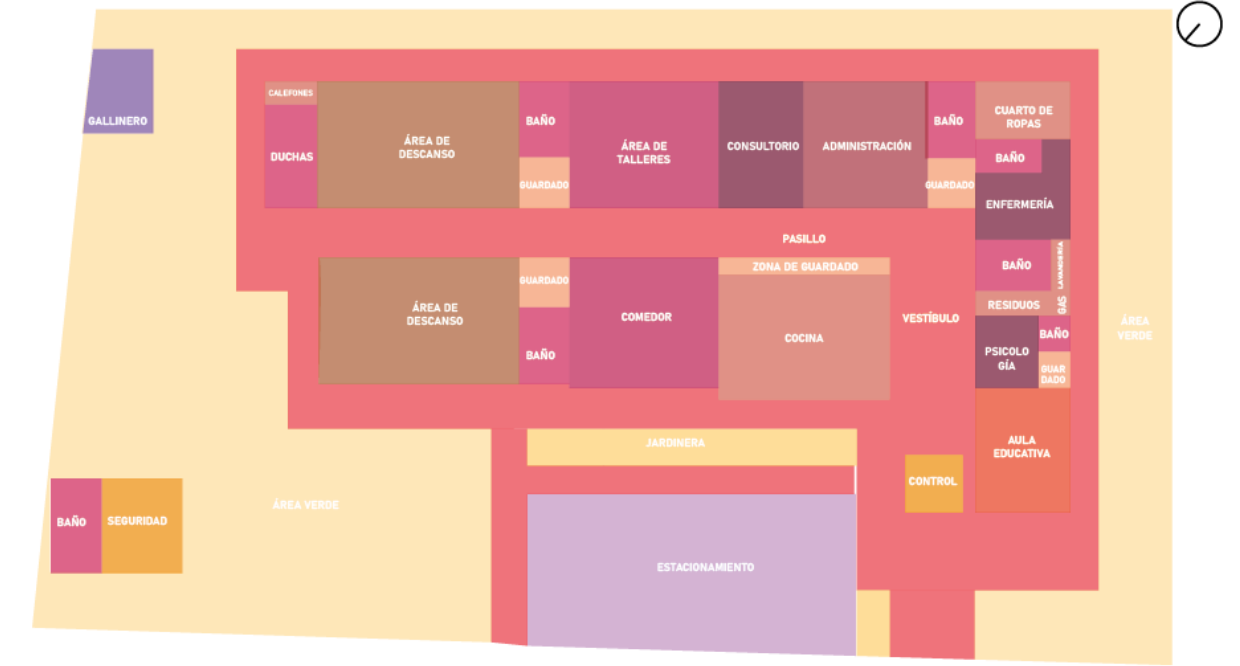 CALEFONES
GALLINERO
DUCHAS
ÁREA DE
DESCANSO
BAÑO
GUARDADO
ÁREA DE
TALLERES
CONSULTORIO
ADMINISTRACIÓN
BAÑO
GUARDADO
CUARTO DE
ROPAS
BAÑO
ENFERMERÍA
PASILLO
ÁREA DE
DESCANSO
GUARDADO
BAÑO
COMEDOR
ZONA DE GUARDADO
COCINA
VESTÍBULO
BAÑO
LAVANDERÍA
RESIDUOS
GAS
PSICOLO
GÍA
BAÑO
GUAR
DADO
ÁREA
VERDE
JARDINERA
AULA
EDUCATIVA
CONTROL
BAÑO
SEGURIDAD
ÁREA VERDE
ESTACIONAMIENTO